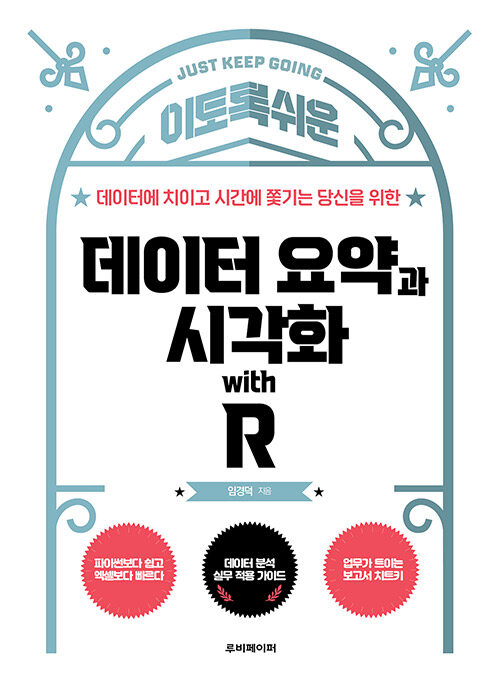 JUST KEEP GOING
이토록쉬운
데이터에 치이고 시간에 쫓기는 당신을 위한
데이터 요약과
시각화
with
R
임경덕 지음
파이썬보다 쉽고
엑셀보다 빠르다
데이터 분석
실무 적용 가이드
업무가 트이는
보고서 치트키
루비페이퍼